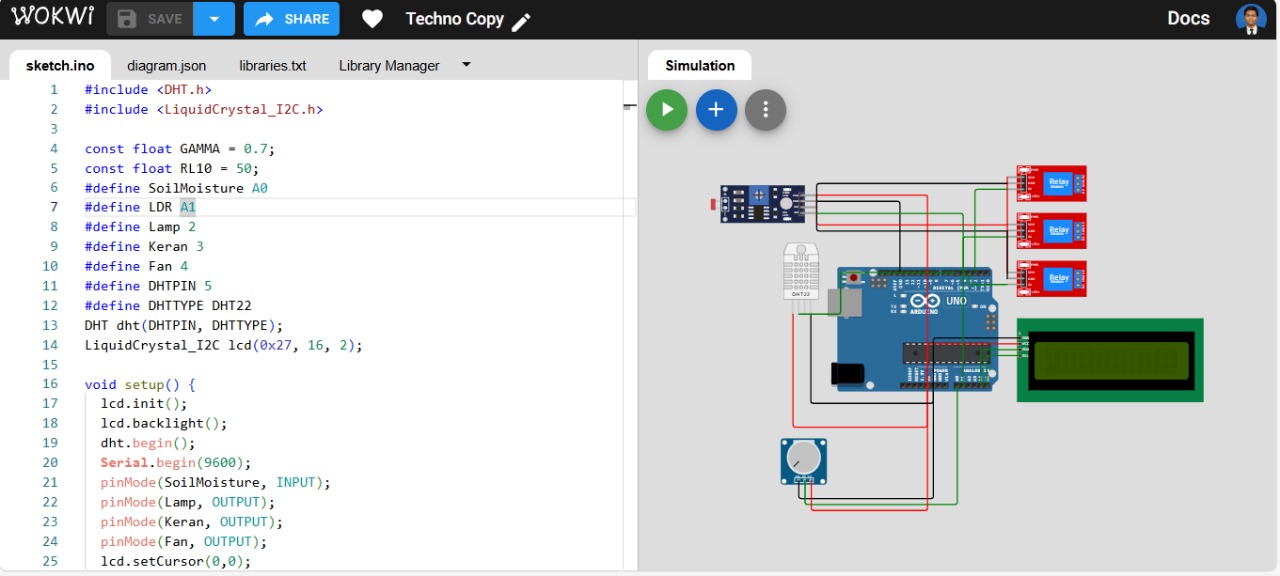 WOKWI SAVE SHARE Techno Copy Docs
sketch.ino diagram.json libraries.txt Library Manager
1 #include <DHT.h>
2 #include <LiquidCrystal_I2C.h>
3
4 const float GAMMA = 0.7;
5 const float RL10 = 50;
6 #define SoilMoisture A0
7 #define LDR A1
8 #define Lamp 2
9 #define Keran 3
10 #define Fan 4
11 #define DHTPIN 5
12 #define DHTTYPE DHT22
13 DHT dht(DHTPIN, DHTTYPE);
14 LiquidCrystal_I2C lcd(0x27, 16, 2);
15
16 void setup() {
17 lcd.init();
18 lcd.backlight();
19 dht.begin();
20 Serial.begin(9600);
21 pinMode(SoilMoisture, INPUT);
22 pinMode(Lamp, OUTPUT);
23 pinMode(Keran, OUTPUT);
24 pinMode(Fan, OUTPUT);
25 lcd.setCursor(0,0);
Simulation
Relay
Relay
Relay
DHT22
UNO
ARDUINO